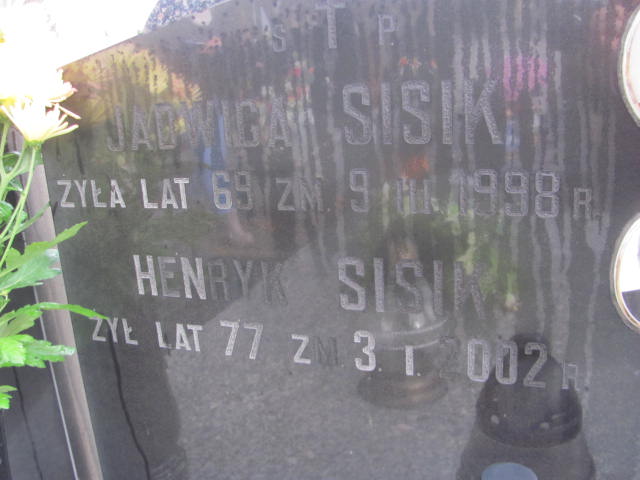 Ś T P
JADWIGA SISIK
ŻYŁA LAT 69 ZM. 9. III. 1998 R.
HENRYK SISIK
ŻYŁ LAT 77 ZM. 3. I. 2002 R.